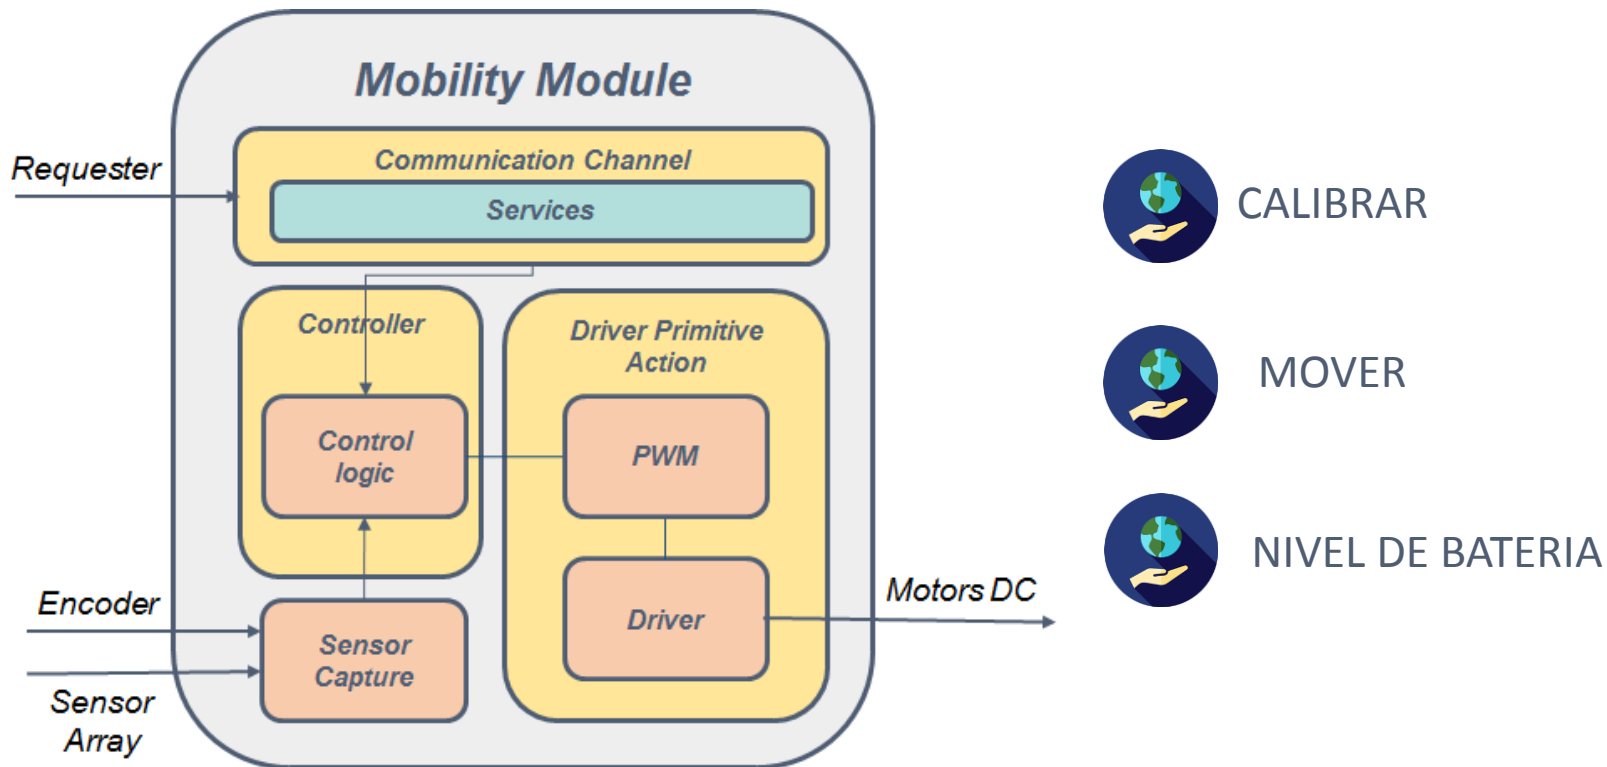 Mobility Module
Requester
Communication Channel
Services
Controller
Driver Primitive
Action
Control
logic
PWM
Encoder
Sensor
Capture
Driver
Motors DC
Sensor
Array
CALIBRAR
MOVER
NIVEL DE BATERIA